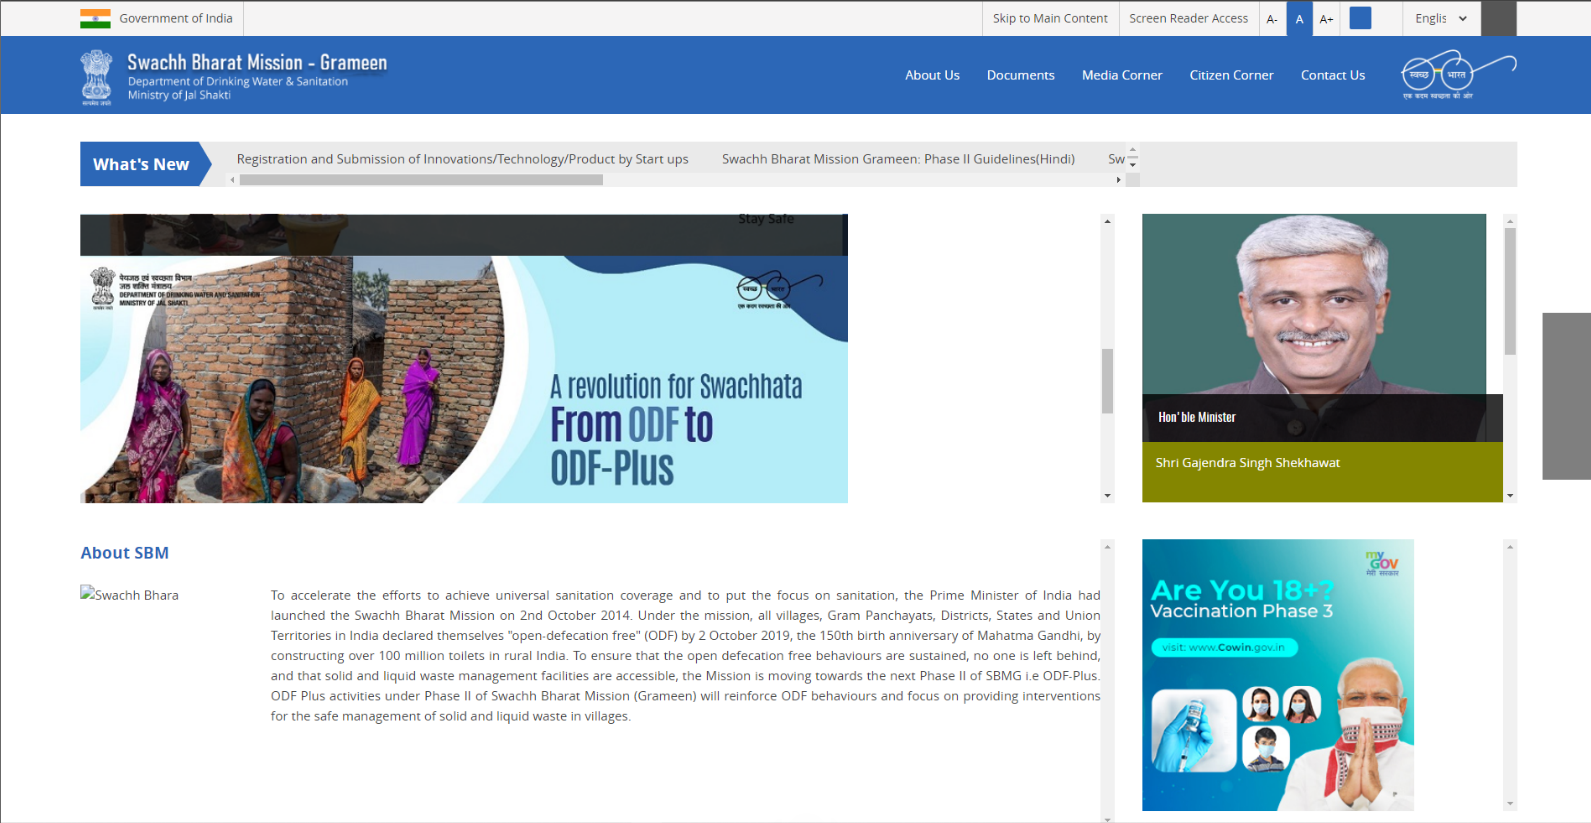 Government of India
Skip to Main Content
Screen Reader Access
A-
A
A+
Englis
Swachh Bharat Mission - Grameen
Department of Drinking Water & Sanitation
Ministry of Jal Shakti
सत्यमेव जयते
About Us
Documents
Media Corner
Citizen Corner
Contact Us
स्वच्छ भारत
एक कदम स्वच्छता की ओर
What's New
Registration and Submission of Innovations/Technology/Product by Start ups
Swachh Bharat Mission Grameen: Phase II Guidelines(Hindi)
Sw
Stay Safe
पेयजल एवं स्वच्छता विभाग
जल शक्ति मंत्रालय
DEPARTMENT OF DRINKING WATER AND SANITATION
MINISTRY OF JAL SHAKTI
स्वच्छ भारत
एक कदम स्वच्छता की ओर
A revolution for Swachhata
From ODF to
ODF-Plus
Hon'ble Minister
Shri Gajendra Singh Shekhawat
About SBM
Swachh Bhara
To accelerate the efforts to achieve universal sanitation coverage and to put the focus on sanitation, the Prime Minister of India had
launched the Swachh Bharat Mission on 2nd October 2014. Under the mission, all villages, Gram Panchayats, Districts, States and Union
Territories in India declared themselves "open-defecation free" (ODF) by 2 October 2019, the 150th birth anniversary of Mahatma Gandhi, by
constructing over 100 million toilets in rural India. To ensure that the open defecation free behaviours are sustained, no one is left behind,
and that solid and liquid waste management facilities are accessible, the Mission is moving towards the next Phase II of SBMG i.e ODF-Plus.
ODF Plus activities under Phase II of Swachh Bharat Mission (Grameen) will reinforce ODF behaviours and focus on providing interventions
for the safe management of solid and liquid waste in villages.
my
GOV
मेरी सरकार
Are You 18+?
Vaccination Phase 3
visit: www.Cowin.gov.in